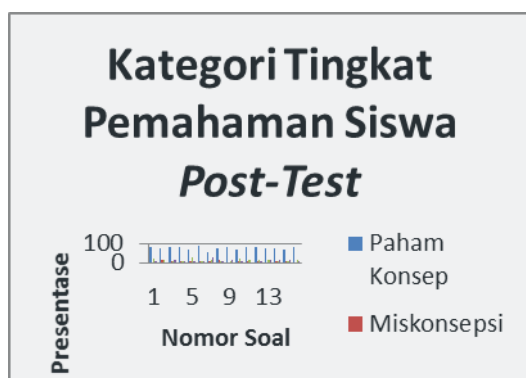 Kategori Tingkat
Pemahaman Siswa
Post-Test
Presentase
100
0
1 5 9 13
Nomor Soal
Paham
Konsep
Miskonsepsi